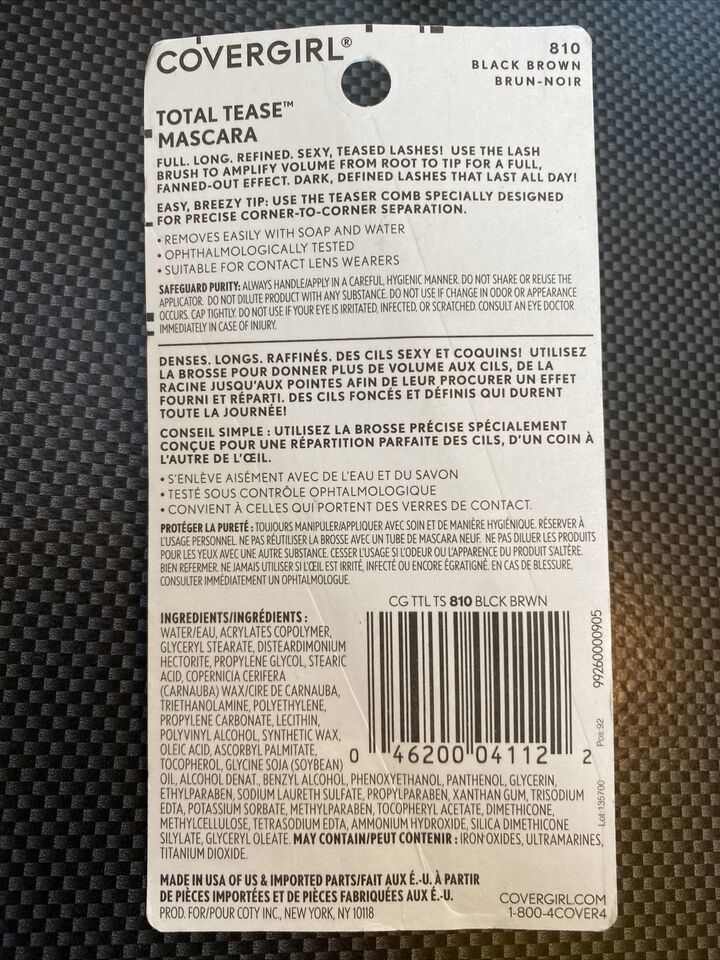 COVERGIRL®
810
BLACK BROWN
BRUN-NOIR
TOTAL TEASE™
MASCARA
FULL. LONG. REFINED. SEXY, TEASED LASHES! USE THE LASH
BRUSH TO AMPLIFY VOLUME FROM ROOT TO TIP FOR A FULL,
FANNED-OUT EFFECT. DARK, DEFINED LASHES THAT LAST ALL DAY!
EASY, BREEZY TIP: USE THE TEASER COMB SPECIALLY DESIGNED
FOR PRECISE CORNER-TO-CORNER SEPARATION.
• REMOVES EASILY WITH SOAP AND WATER
• OPHTHALMOLOGICALLY TESTED
• SUITABLE FOR CONTACT LENS WEARERS
SAFEGUARD PURITY: ALWAYS HANDLE/APPLY IN A CAREFUL, HYGIENIC MANNER. DO NOT SHARE OR REUSE THE
APPLICATOR. DO NOT DILUTE PRODUCT WITH ANY SUBSTANCE. DO NOT USE IF CHANGE IN ODOR OR APPEARANCE
OCCURS. CAP TIGHTLY. DO NOT USE IF YOUR EYE IS IRRITATED, INFECTED, OR SCRATCHED. CONSULT AN EYE DOCTOR
IMMEDIATELY IN CASE OF INJURY.
DENSES. LONGS. RAFFINÉS. DES CILS SEXY ET COQUINS! UTILISEZ
LA BROSSE POUR DONNER PLUS DE VOLUME AUX CILS, DE LA
RACINE JUSQU'AUX POINTES AFIN DE LEUR PROCURER UN EFFET
FOURNI ET RÉPARTI. DES CILS FONCÉS ET DÉFINIS QUI DURENT
TOUTE LA JOURNÉE!
CONSEIL SIMPLE : UTILISEZ LA BROSSE PRÉCISE SPÉCIALEMENT
CONÇUE POUR UNE RÉPARTITION PARFAITE DES CILS, D'UN COIN À
L'AUTRE DE L'ŒIL.
• S'ENLÈVE AISÉMENT AVEC DE L'EAU ET DU SAVON
• TESTÉ SOUS CONTRÔLE OPHTALMOLOGIQUE
• CONVIENT À CELLES QUI PORTENT DES VERRES DE CONTACT.
PROTÉGER LA PURETÉ : TOUJOURS MANIPULER/APPLIQUER AVEC SOIN ET DE MANIÈRE HYGIÉNIQUE. RÉSERVER À
L'USAGE PERSONNEL. NE PAS RÉUTILISER LA BROSSE AVEC UN TUBE DE MASCARA NEUF. NE PAS DILUER LES PRODUITS
POUR LES YEUX AVEC UNE AUTRE SUBSTANCE. CESSER L'USAGE SI L'ODEUR OU L'APPARENCE DU PRODUIT S'ALTÈRE.
BIEN REFERMER. NE JAMAIS UTILISER SI L'ŒIL EST IRRITÉ, INFECTÉ OU ENCORE ÉGRATIGNÉ. EN CAS DE BLESSURE,
CONSULTER IMMÉDIATEMENT UN OPHTALMOLOGUE.
INGREDIENTS/INGRÉDIENTS :
WATER/EAU, ACRYLATES COPOLYMER,
GLYCERYL STEARATE, DISTEARDIMONIUM
HECTORITE, PROPYLENE GLYCOL, STEARIC
ACID, COPERNICIA CERIFERA
(CARNAUBA) WAX/CIRE DE CARNAUBA,
TRIETHANOLAMINE, POLYETHYLENE,
PROPYLENE CARBONATE, LECITHIN,
POLYVINYL ALCOHOL, SYNTHETIC WAX,
OLEIC ACID, ASCORBYL PALMITATE,
TOCOPHEROL, GLYCINE SOJA (SOYBEAN)
OIL, ALCOHOL DENAT., BENZYL ALCOHOL, PHENOXYETHANOL, PANTHENOL, GLYCERIN,
ETHYLPARABEN, SODIUM LAURETH SULFATE, PROPYLPARABEN, XANTHAN GUM, TRISODIUM
EDTA, POTASSIUM SORBATE, METHYLPARABEN, TOCOPHERYL ACETATE, DIMETHICONE,
METHYLCELLULOSE, TETRASODIUM EDTA, AMMONIUM HYDROXIDE, SILICA DIMETHICONE
SILYLATE, GLYCERYL OLEATE. MAY CONTAIN/PEUT CONTENIR : IRON OXIDES, ULTRAMARINES,
TITANIUM DIOXIDE.
CG TTL TS 810 BLCK BRWN
0 46200 04112 2
99260000905
Pos:92
Lot:135700
MADE IN USA OF US & IMPORTED PARTS/FAIT AUX É.-U. À PARTIR
DE PIÈCES IMPORTÉES ET DE PIÈCES FABRIQUÉES AUX É.-U.
PROD. FOR/POUR COTY INC., NEW YORK, NY 10118
COVERGIRL.COM
1-800-4COVER4